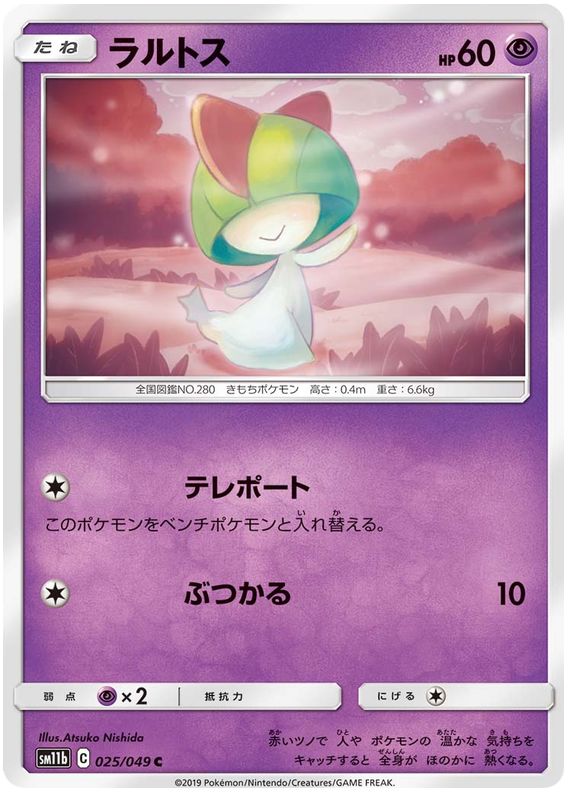 たね ラルトス HP60
全国図鑑NO.280 きもちポケモン 高さ：0.4m 重さ：6.6kg
テレポート
このポケモンをベンチポケモンと入れ替える。
ぶつかる 10
弱点 ×2 抵抗力 にげる
Illus.Atsuko Nishida
赤いツノで 人や ポケモンの 温かな 気持ちを
キャッチすると 全身が ほのかに 熱くなる。
sm11b C 025/049 C
©2019 Pokémon/Nintendo/Creatures/GAME FREAK.